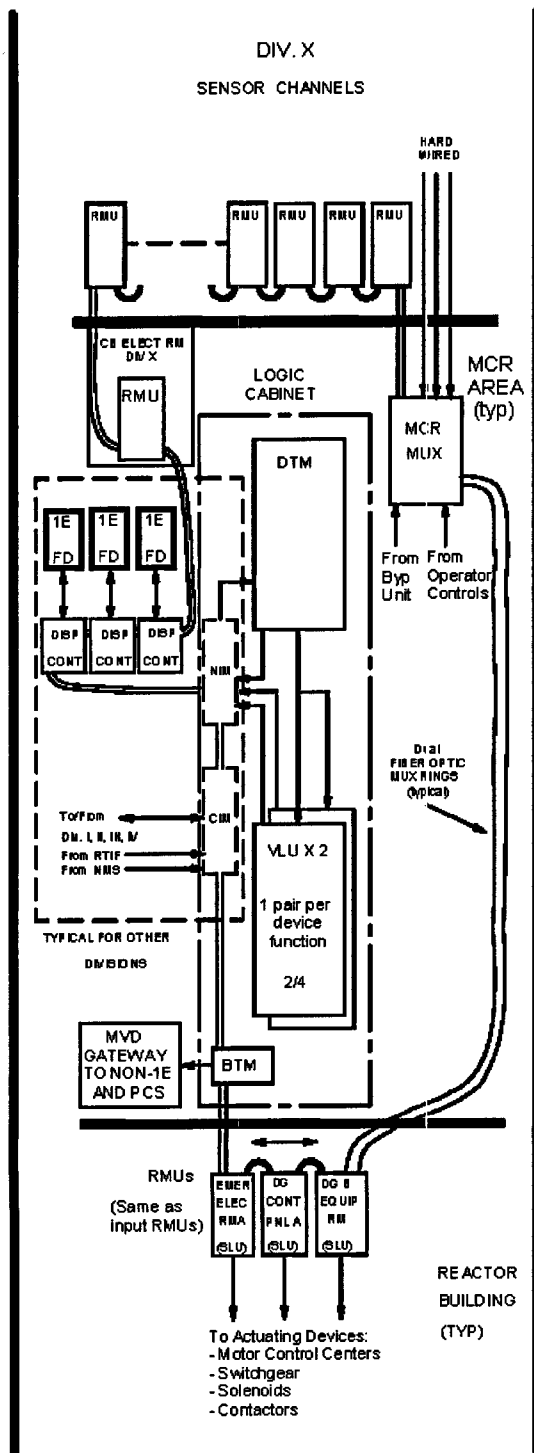 DIV. X
SENSOR CHANNELS
HARD
WIRED
RMU
RMU
RMU
RMU
RMU
CB ELECT RM
DIV X
RMU
LOGIC
CABINET
MCR
AREA
(typ)
MCR
MUX
DTM
1E
FD
1E
FD
1E
FD
From
Byp
Unit
From
Operator
Controls
DISP
CONT
DISP
CONT
DISP
CONT
NIM
Dual
FIBER OPTIC
MUX RINGS
(typical)
To/From
DIV. I, II, III, IV
From RTIF
From NMS
CIM
VLU X 2
1 pair per
device
function
2/4
TYPICAL FOR OTHER
DIVISIONS
MVD
GATEWAY
TO NON-1E
AND PCS
BTM
RMUs
(Same as
input RMUs)
EMER
ELEC
RMA
(SLU)
DG
CONT
PNL A
(SLU)
DG B
EQUIP
RM
(SLU)
REACTOR
BUILDING
(TYP)
To Actuating Devices:
- Motor Control Centers
- Switchgear
- Solenoids
- Contactors